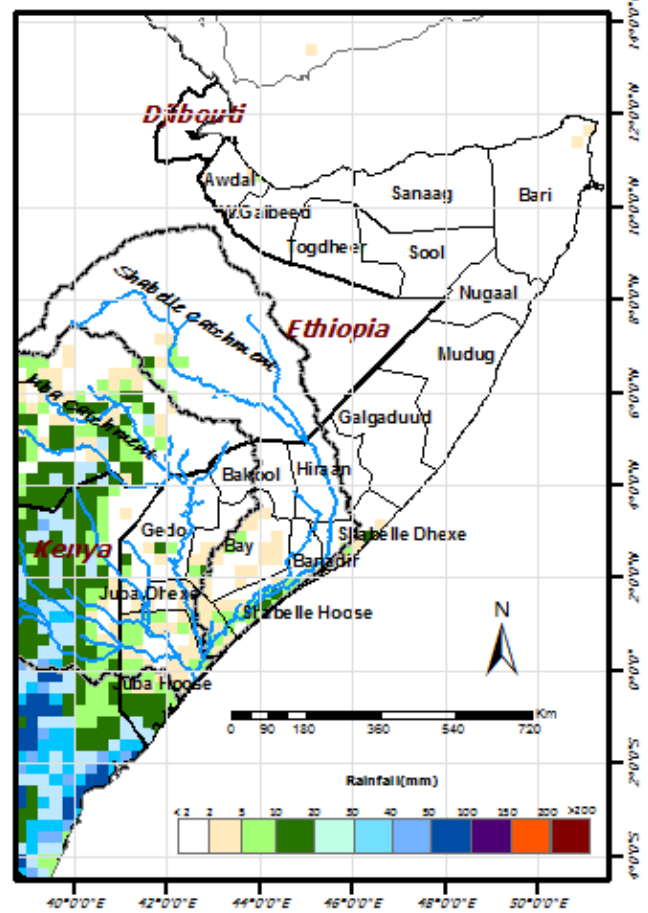 14°0'0"N
Djibouti
12°0'0"N
Awdal
Sanaag
Bari
W.Galbeed
10°0'0"N
Togdheer
Sool
Shabelle catchment
Nugaal
8°0'0"N
Ethiopia
Mudug
Juba catchment
6°0'0"N
Galgaduud
Bakool
Hiraan
4°0'0"N
Gedo
Shabelle Dhexe
Kenya
Bay
Banadir
2°0'0"N
Juba Dhexe
Shabelle Hoose
N
0°0'0"
Juba Hoose
Km
0 90 180 360 540 720
2°0'0"S
Rainfall(mm)
<2 2 5 10 20 30 40 50 100 150 200 >200
4°0'0"S
40°0'0"E 42°0'0"E 44°0'0"E 46°0'0"E 48°0'0"E 50°0'0"E